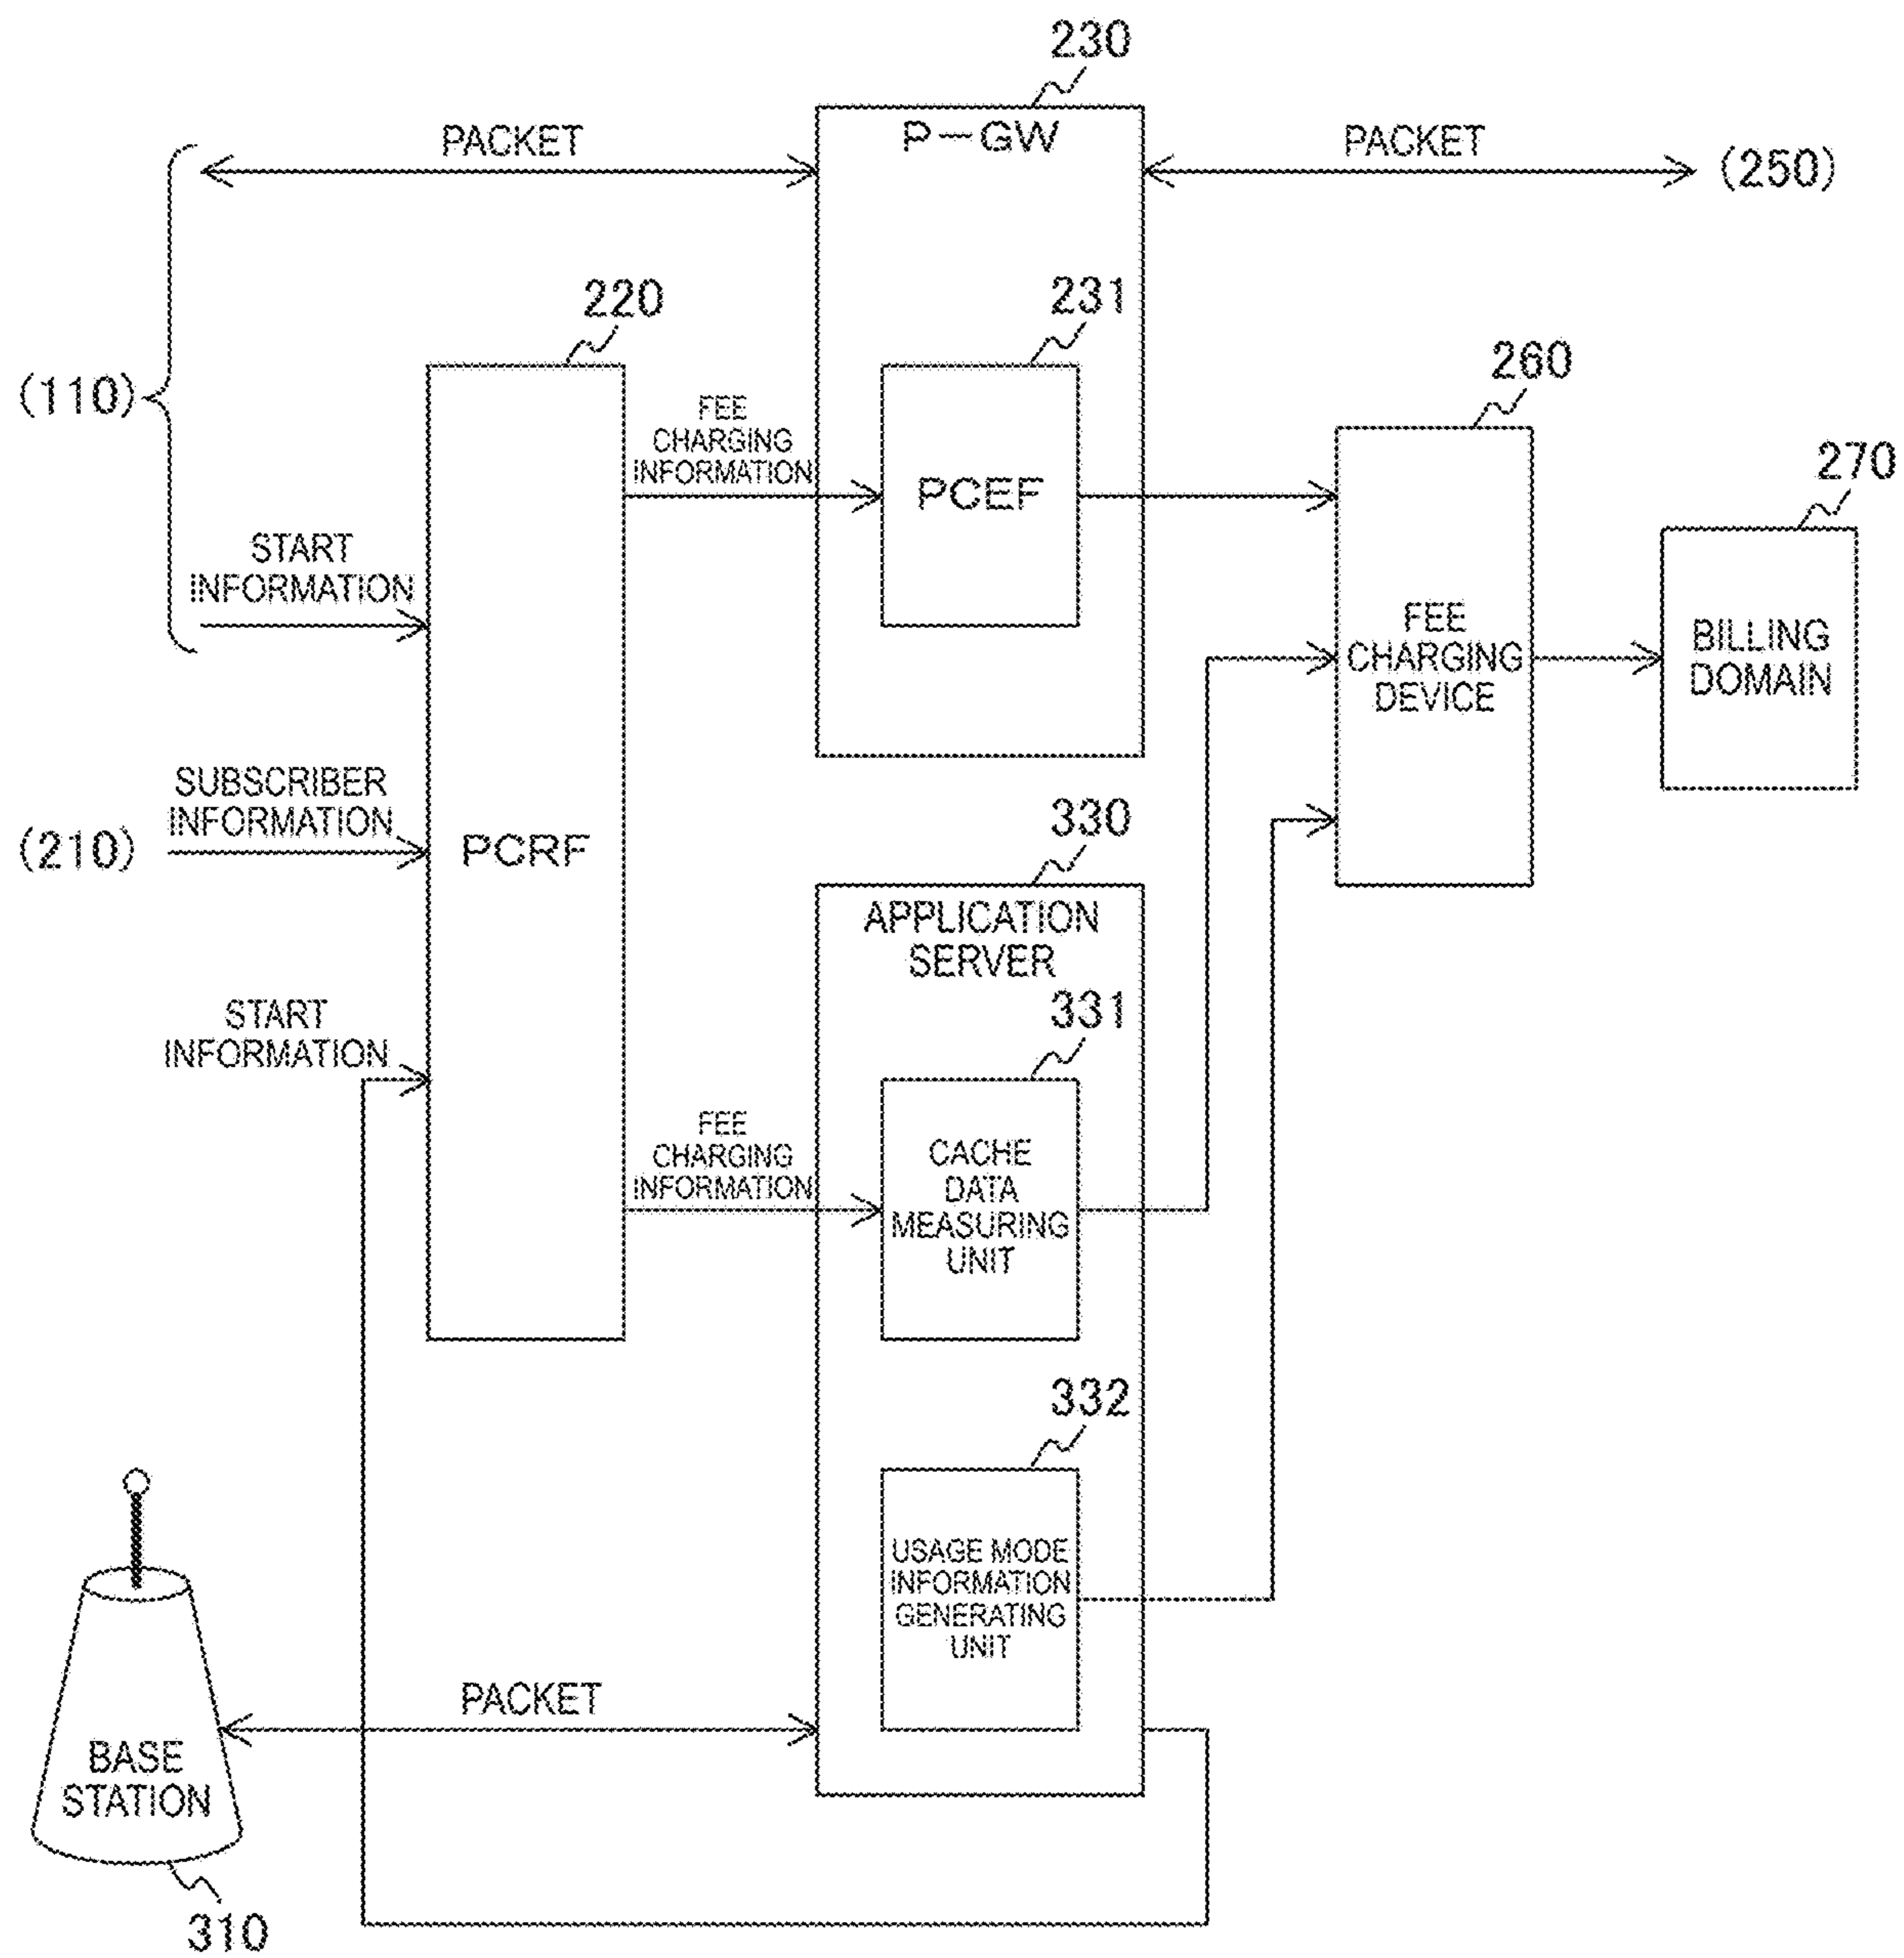 230
P-GW
PACKET
PACKET
(250)
220
231
(110)
260
FEE
CHARGING
INFORMATION
PCEF
270
START
INFORMATION
FEE
CHARGING
DEVICE
BILLING
DOMAIN
SUBSCRIBER
INFORMATION
(210)
PCRF
330
APPLICATION
SERVER
331
START
INFORMATION
FEE
CHARGING
INFORMATION
CACHE
DATA
MEASURING
UNIT
332
USAGE MODE
INFORMATION
GENERATING
UNIT
PACKET
BASE
STATION
310